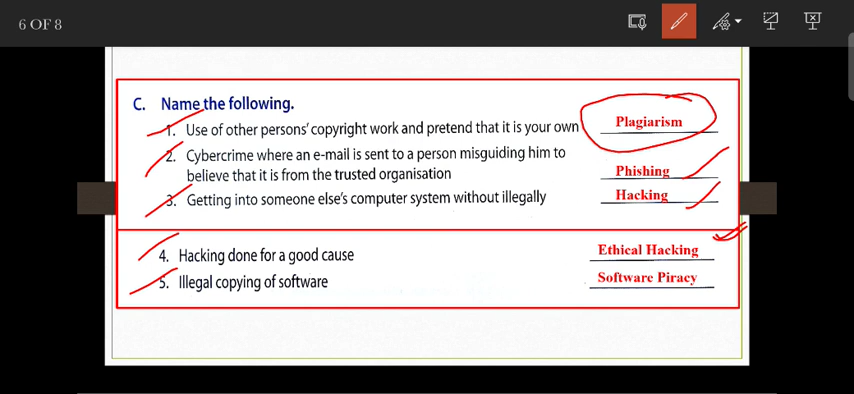 6 OF 8
C. Name the following.
1. Use of other persons' copyright work and pretend that it is your own Plagiarism
2. Cybercrime where an e-mail is sent to a person misguiding him to
believe that it is from the trusted organisation Phishing
3. Getting into someone else's computer system without illegally Hacking
4. Hacking done for a good cause Ethical Hacking
5. Illegal copying of software Software Piracy